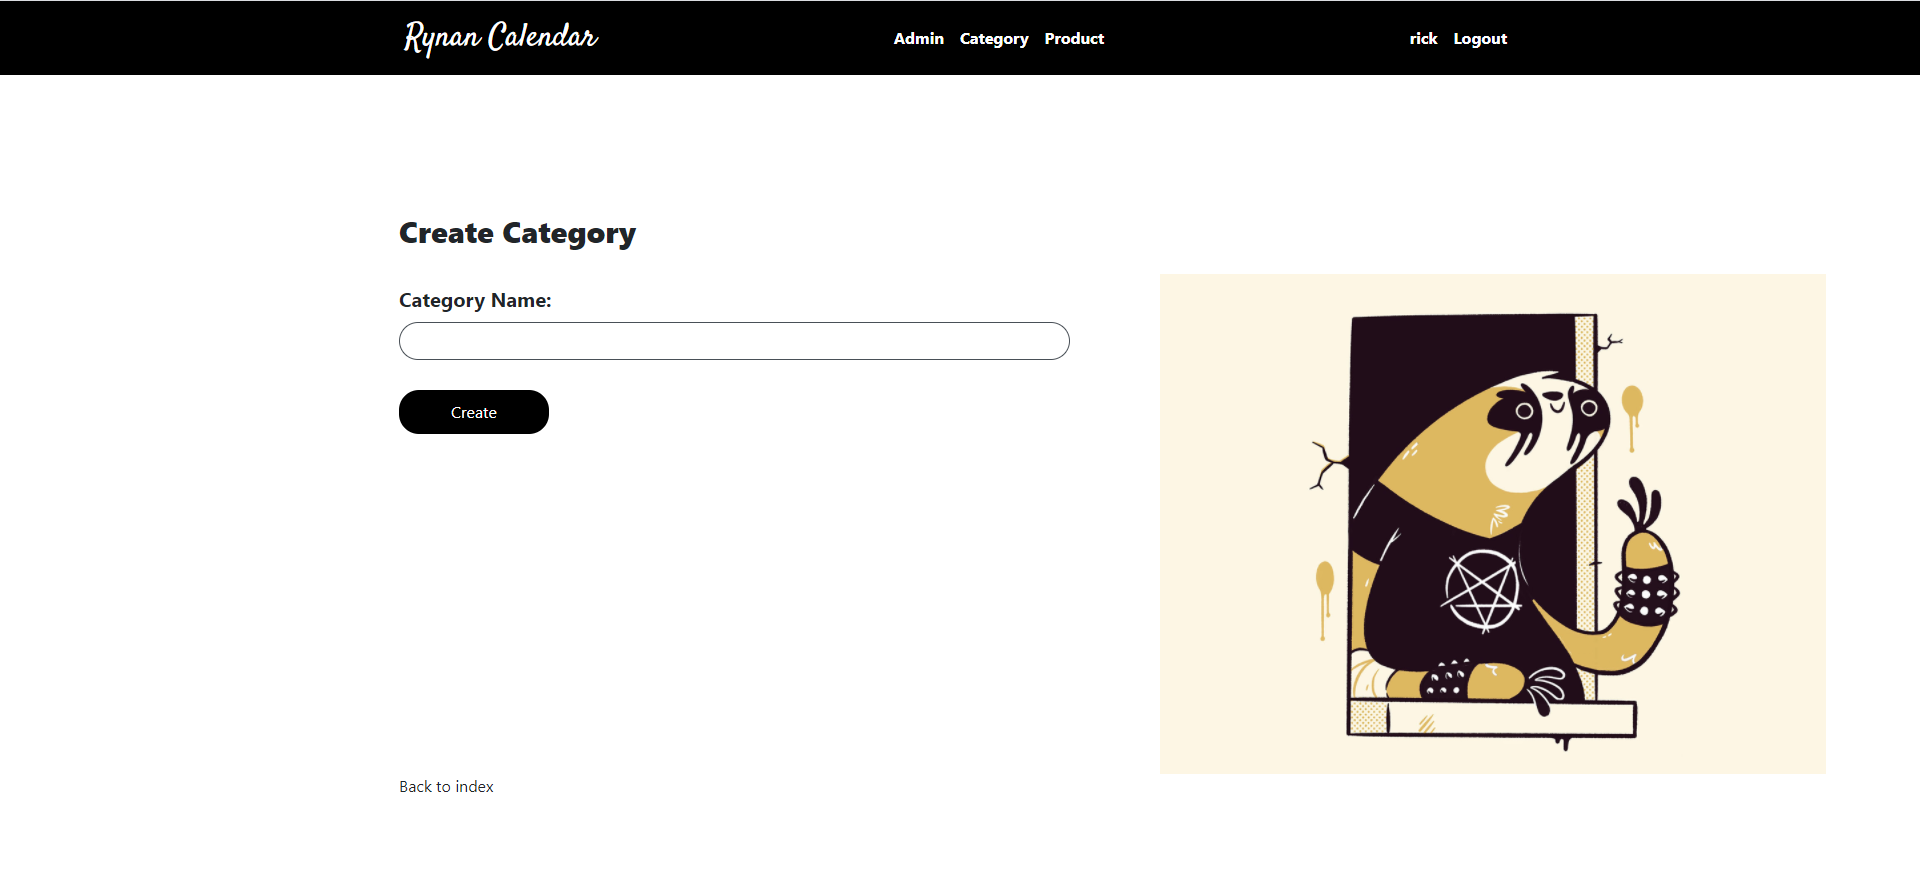 Rynan Calendar
Admin Category Product
rick Logout
Create Category
Category Name:
Create
Back to index